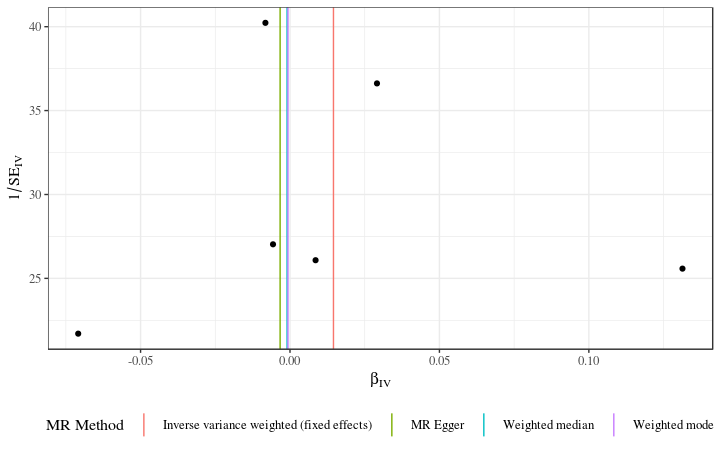 40
35
30
25
1/SE_IV
-0.05 0.00 0.05 0.10
β_IV
MR Method Inverse variance weighted (fixed effects) MR Egger Weighted median Weighted mode